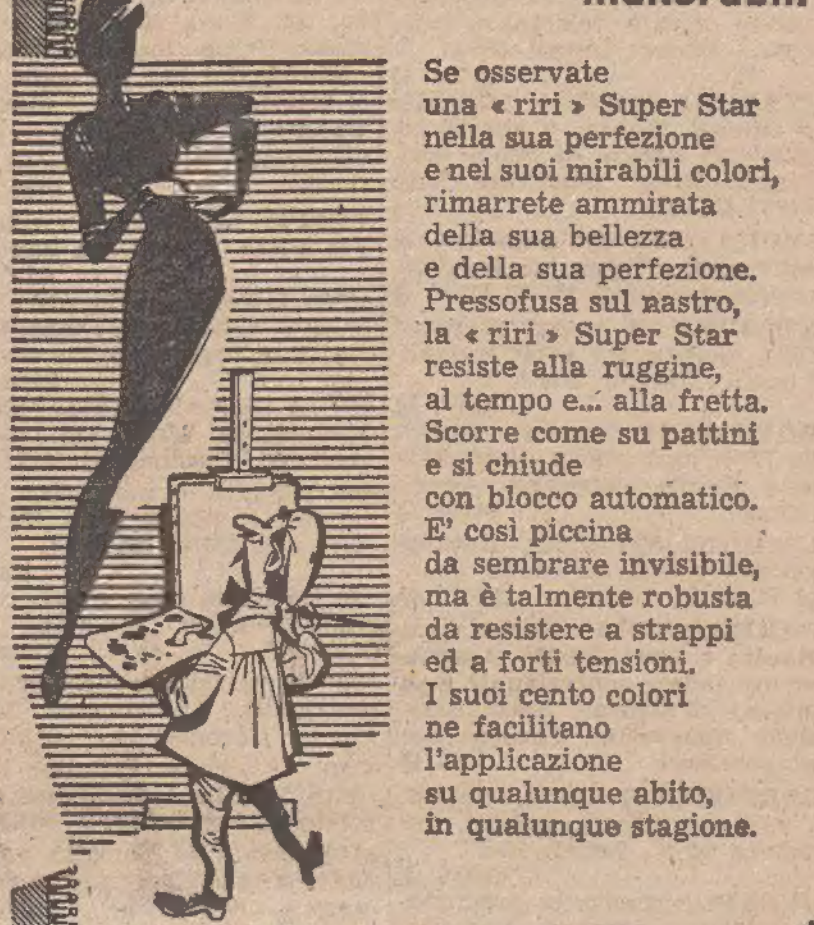 Se osservate
una « riri » Super Star
nella sua perfezione
e nei suoi mirabili colori,
rimarrete ammirata
della sua bellezza
e della sua perfezione.
Pressofusa sul nastro,
la « riri » Super Star
resiste alla ruggine,
al tempo e... alla fretta.
Scorre come su pattini
e si chiude
con blocco automatico.
E' così piccina
da sembrare invisibile,
ma è talmente robusta
da resistere a strappi
ed a forti tensioni.
I suoi cento colori
ne facilitano
l'applicazione
su qualunque abito,
in qualunque stagione.